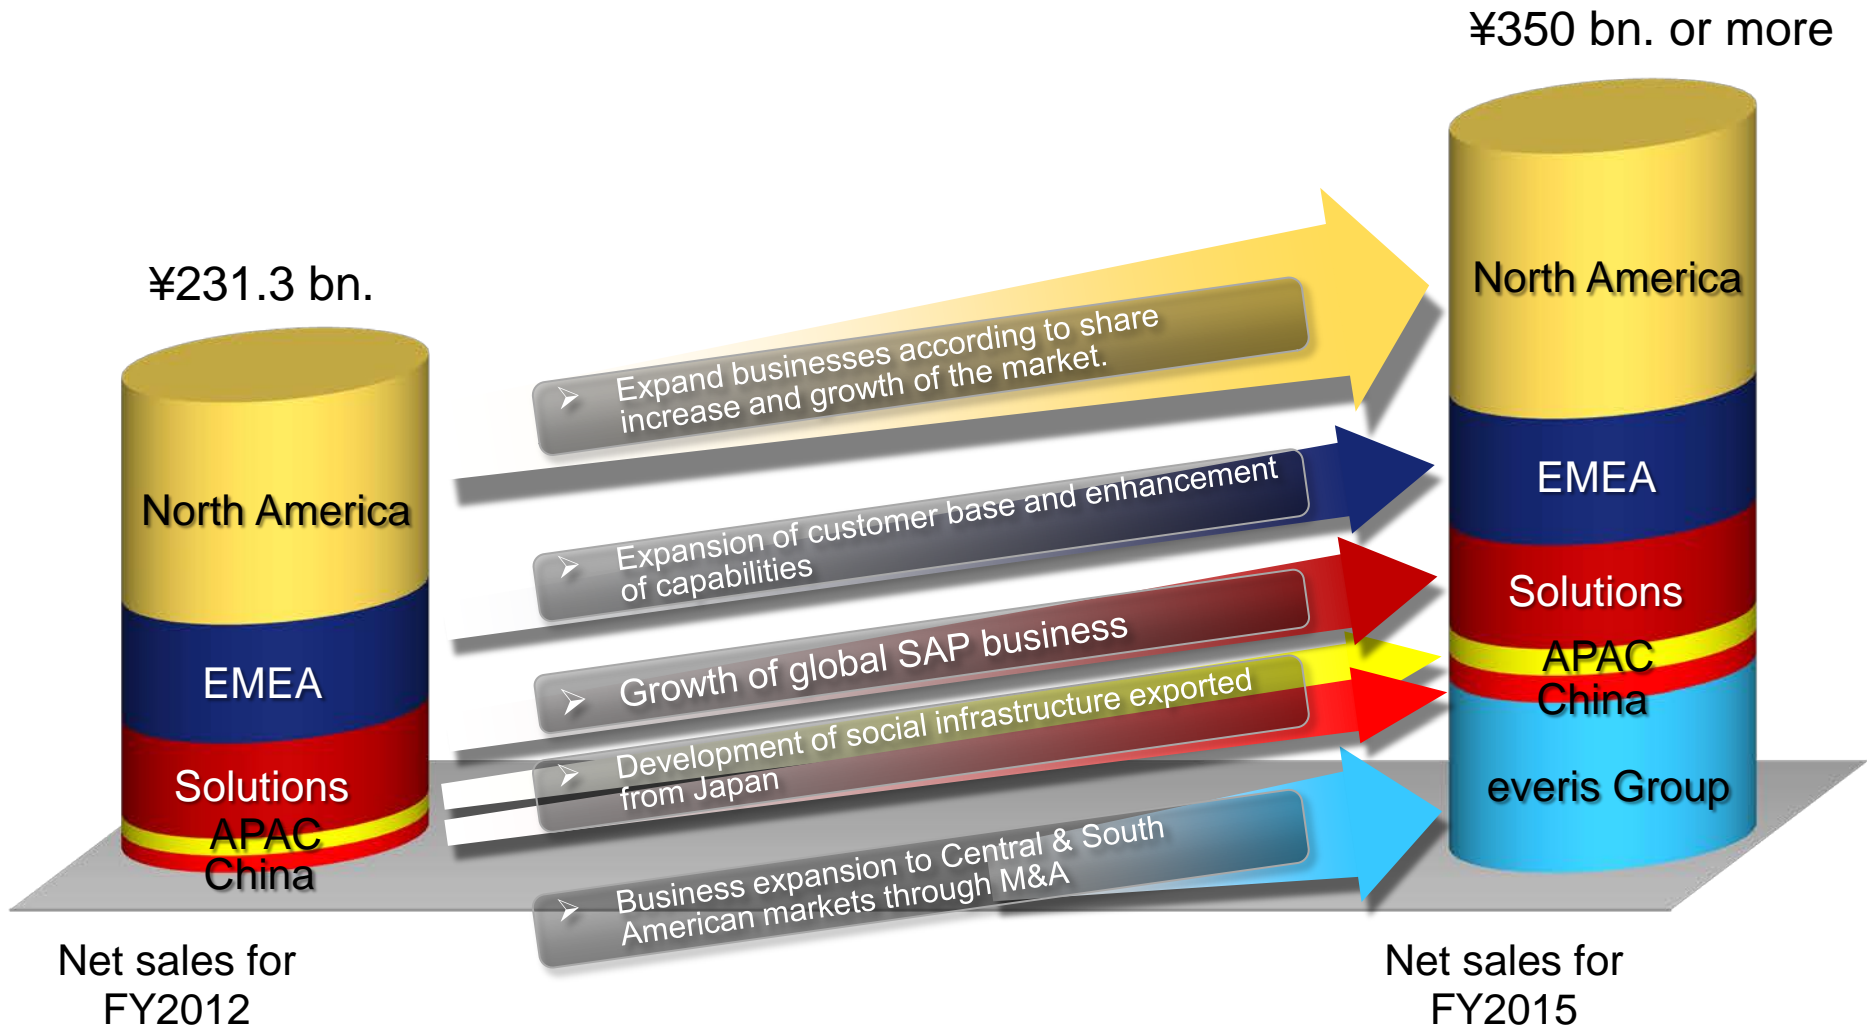 ¥350 bn. or more
¥231.3 bn.
North America
EMEA
Solutions
APAC
China
Net sales for
FY2012
➢ Expand businesses according to share
increase and growth of the market.
➢ Expansion of customer base and enhancement
of capabilities
➢ Growth of global SAP business
➢ Development of social infrastructure exported
from Japan
➢ Business expansion to Central & South
American markets through M&A
North America
EMEA
Solutions
APAC
China
everis Group
Net sales for
FY2015